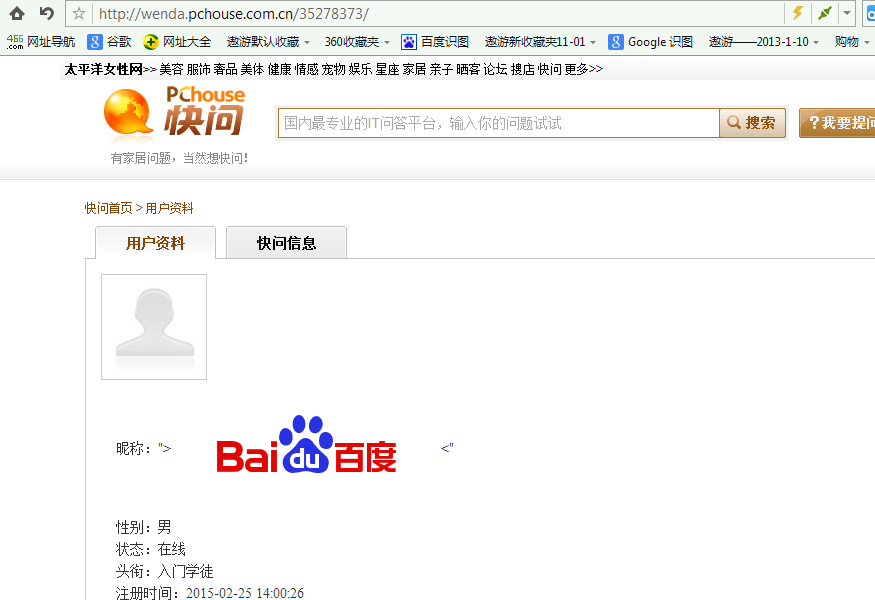 http://wenda.pchouse.com.cn/35278373/
466 .com 网址导航 谷歌 网址大全 遨游默认收藏 360收藏夹 百度识图 遨游新收藏夹11-01 Google 识图 遨游——2013-1-10 购物
太平洋女性网>> 美容 服饰 奢品 美体 健康 情感 宠物 娱乐 星座 家居 亲子 晒客 论坛 搜店 快问 更多>>
PChouse
快问
国内最专业的IT问答平台，输入你的问题试试 搜索 ?我要提问
有家居问题，当然想快问！
快问首页 > 用户资料
用户资料 快问信息
昵称："> Bai du 百度 <"
性别：男
状态：在线
头衔：入门学徒
注册时间：2015-02-25 14:00:26